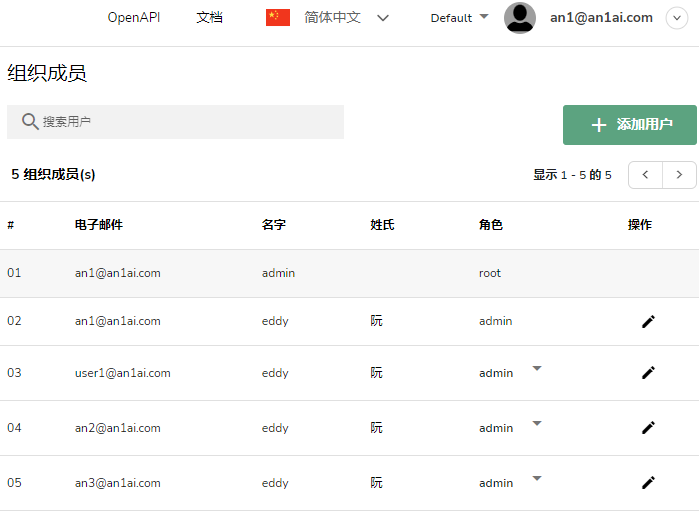 OpenAPI 文档 简体中文 Default an1@an1ai.com
组织成员
搜索用户 添加用户
5 组织成员(s) 显示 1 - 5 的 5
# 电子邮件 名字 姓氏 角色 操作
01 an1@an1ai.com admin root
02 an1@an1ai.com eddy 阮 admin
03 user1@an1ai.com eddy 阮 admin
04 an2@an1ai.com eddy 阮 admin
05 an3@an1ai.com eddy 阮 admin